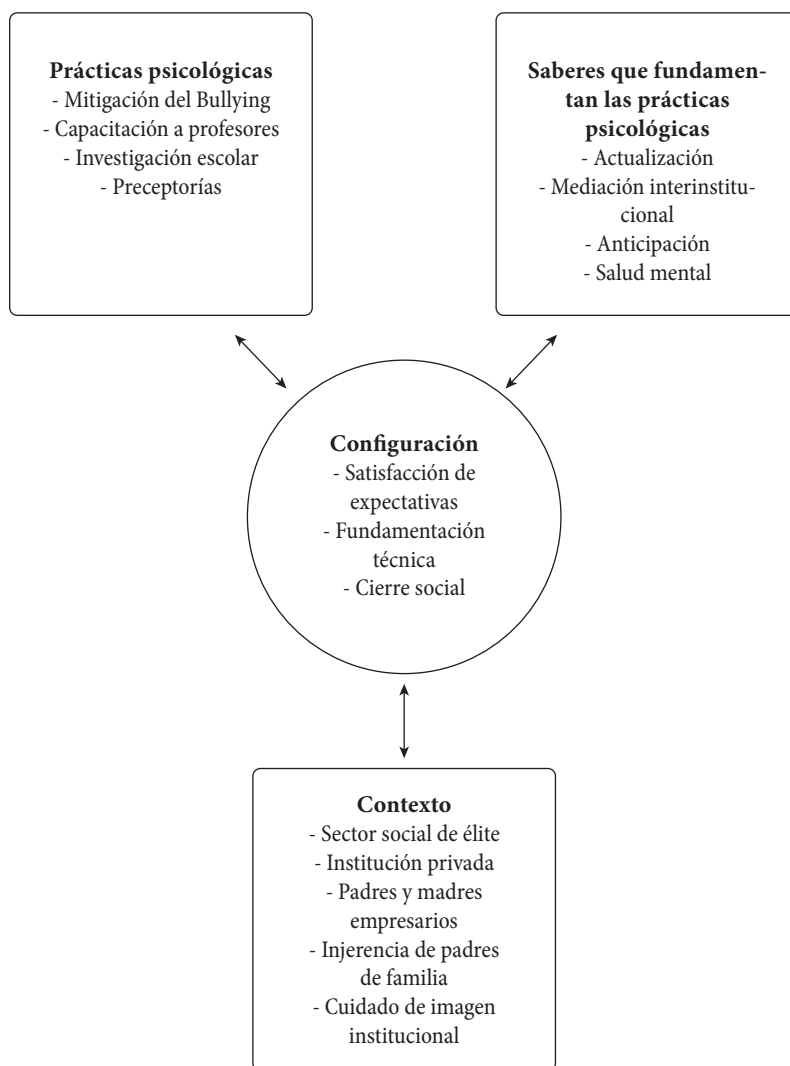 Prácticas psicológicas
- Mitigación del Bullying
- Capacitación a profesores
- Investigación escolar
- Preceptorías
Saberes que fundamen-
tan las prácticas
psicológicas
- Actualización
- Mediación interinstitu-
cional
- Anticipación
- Salud mental
Configuración
- Satisfacción de
expectativas
- Fundamentación
técnica
- Cierre social
Contexto
- Sector social de élite
- Institución privada
- Padres y madres
empresarios
- Injerencia de padres
de familia
- Cuidado de imagen
institucional